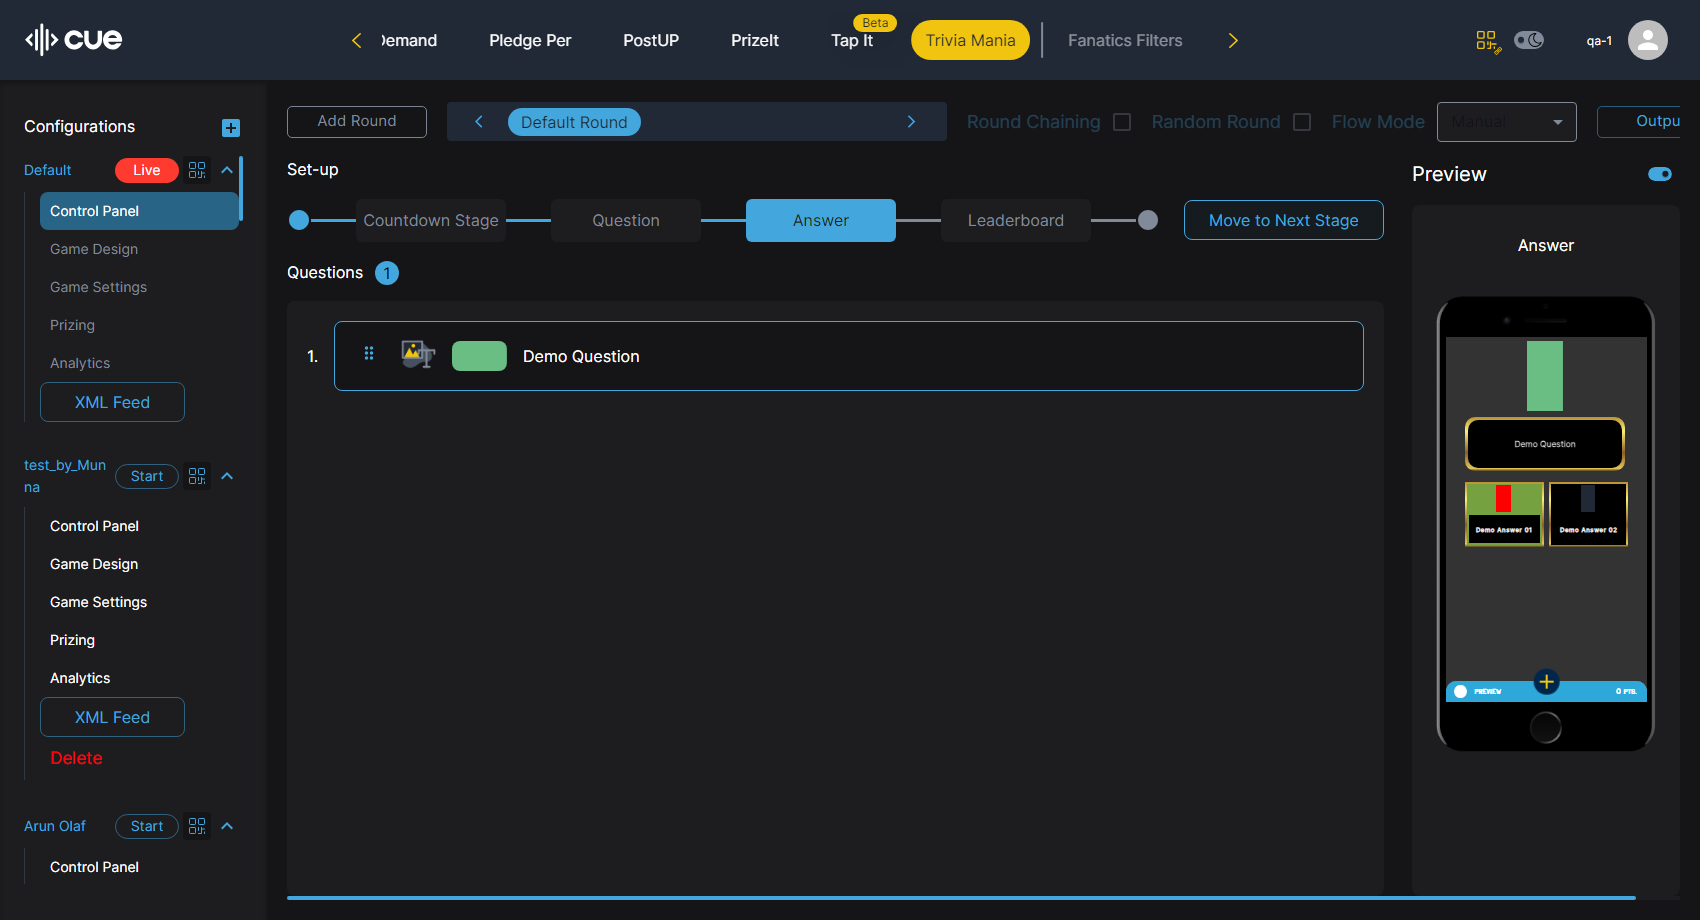 cue
Demand
Pledge Per
PostUP
PrizeIt
Beta
Tap It
Trivia Mania
Fanatics Filters
qa-1
Configurations
Default
Live
Control Panel
Game Design
Game Settings
Prizing
Analytics
XML Feed
test_by_Mun
na
Start
Control Panel
Game Design
Game Settings
Prizing
Analytics
XML Feed
Delete
Arun Olaf
Start
Control Panel
Add Round
Default Round
Round Chaining
Random Round
Flow Mode
Manual
Outpu
Set-up
Countdown Stage
Question
Answer
Leaderboard
Move to Next Stage
Questions 1
1. Demo Question
Preview
Answer
Demo Question
Demo Answer 01
Demo Answer 02
PREVIEW
0 PTS.